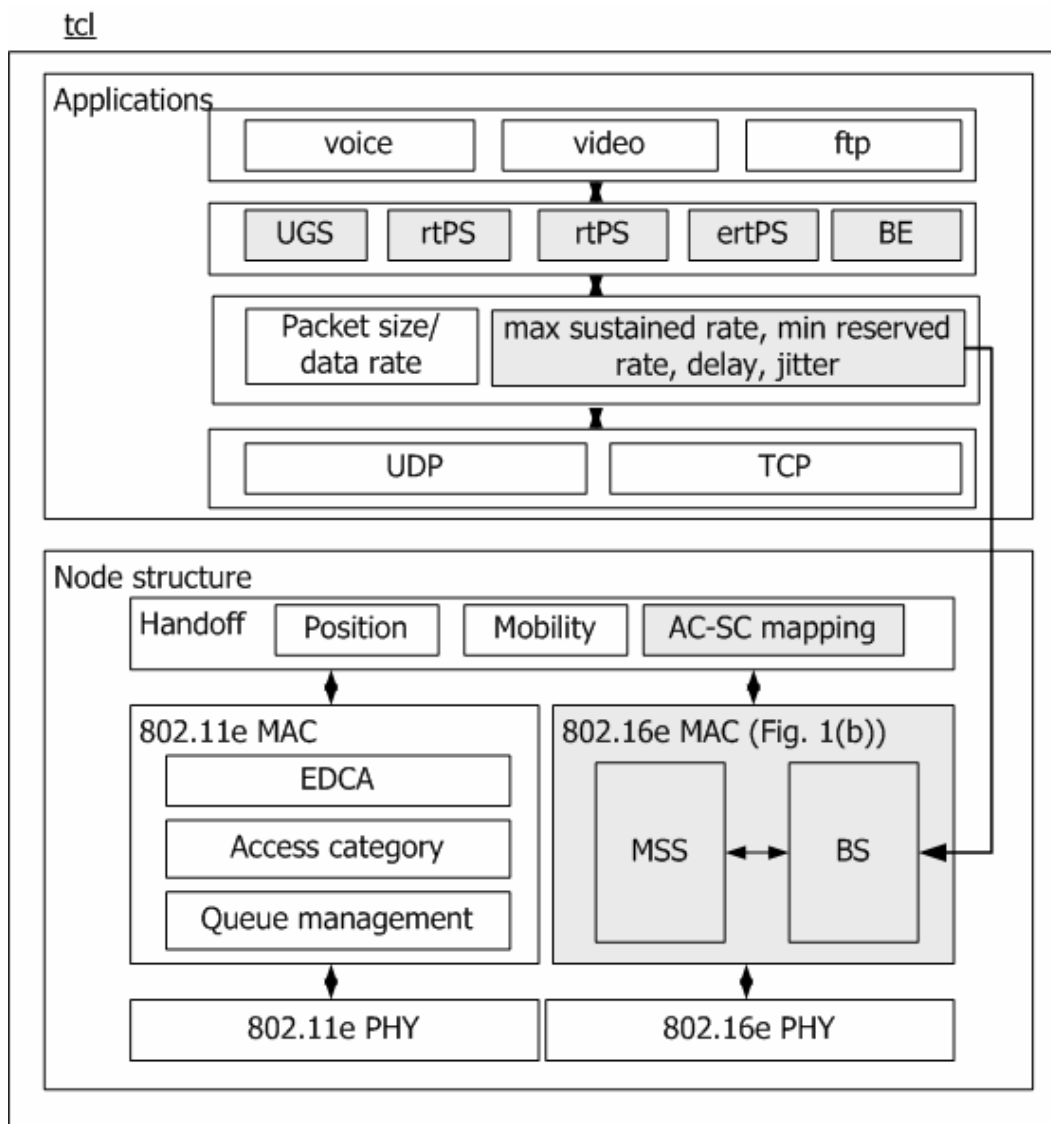 tcl
Applications
voice video ftp
UGS rtPS rtPS ertPS BE
Packet size/
data rate
max sustained rate, min reserved
rate, delay, jitter
UDP TCP
Node structure
Handoff Position Mobility AC-SC mapping
802.11e MAC
EDCA
Access category
Queue management
802.16e MAC (Fig. 1(b))
MSS BS
802.11e PHY 802.16e PHY